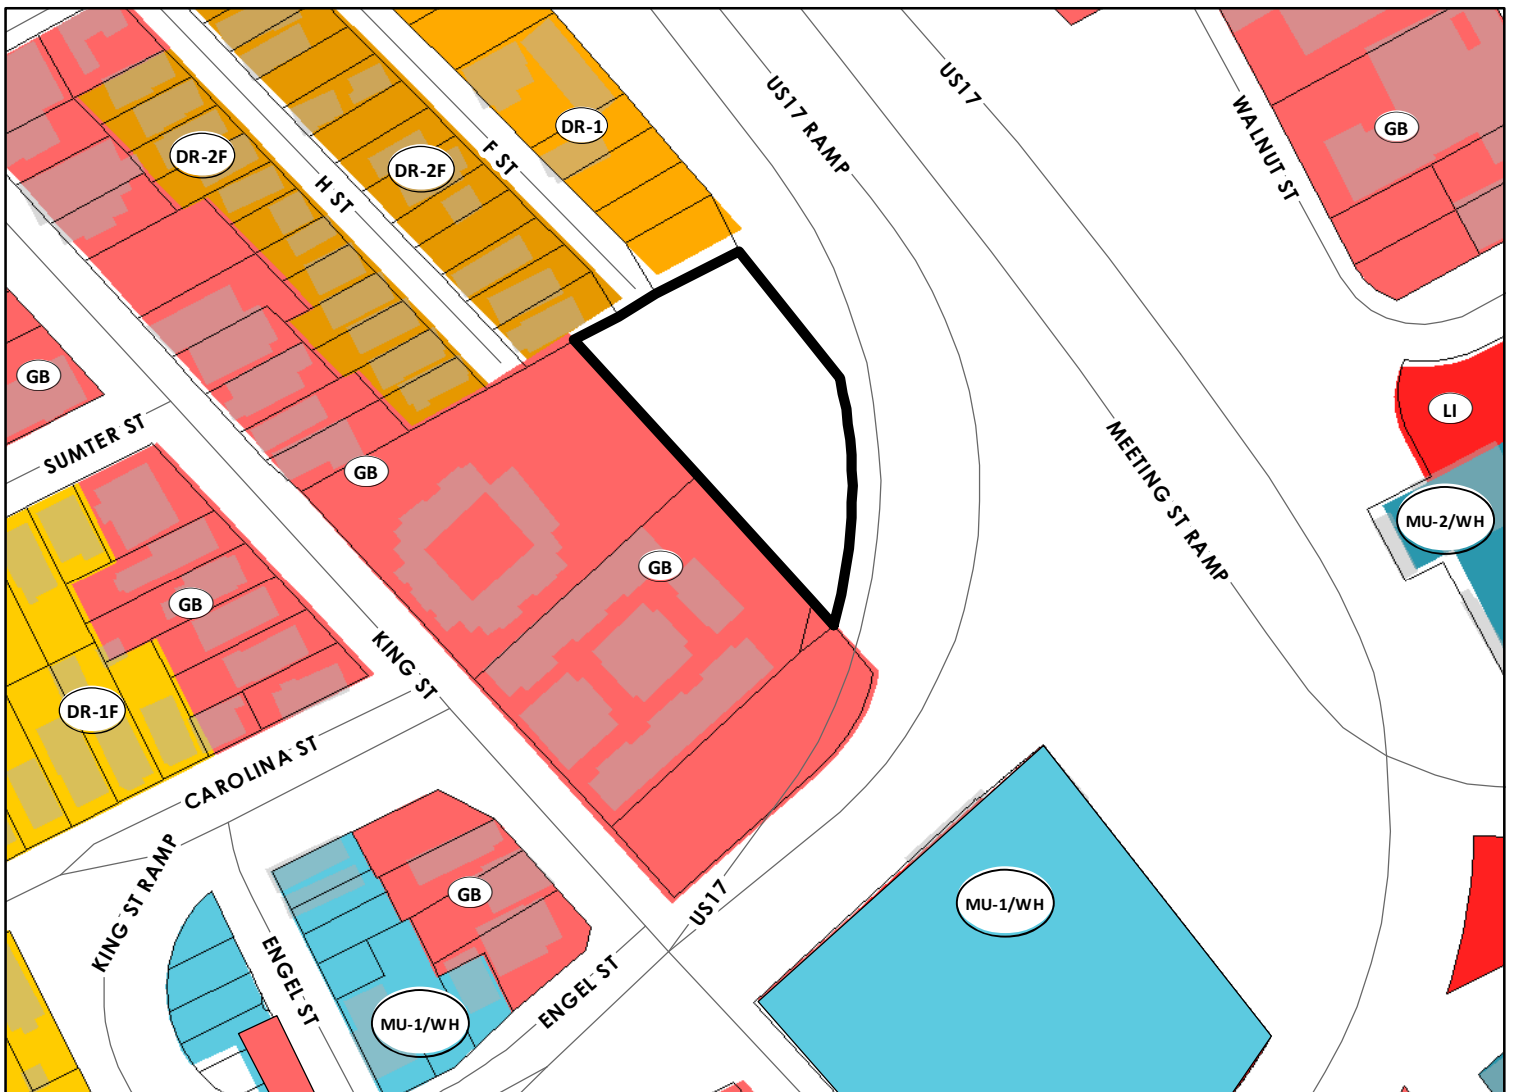 US17
US17 RAMP
WALNUT ST
GB
DR-1
F ST
DR-2F
DR-2F
H ST
GB
LI
SUMTER ST
GB
MEETING ST RAMP
MU-2/WH
GB
GB
KING ST
DR-1F
CAROLINA ST
KING ST RAMP
GB
US17
MU-1/WH
ENGEL ST
ENGEL ST
MU-1/WH